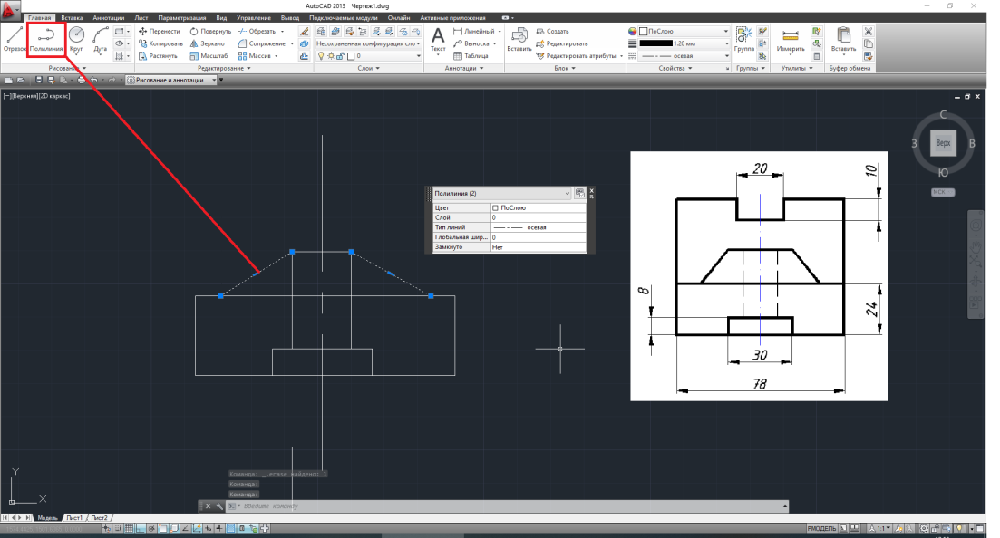 AutoCAD 2013 Чертеж1.dwg
Главная Вставка Аннотации Лист Параметризация Вид Управление Вывод Подключаемые модули Онлайн Активные приложения
Отрезок Полилиния Круг Дуга
Перенести Повернуть Обрезать
Копировать Зеркало Сопряжение
Растянуть Масштаб Массив
Несохраненная конфигурация сло
0
Текст
Линейный
Выноска
Таблица
Вставить
Создать
Редактировать
Редактировать атрибуты
ПоСлою
1.20 мм
осевая
Группа
Измерить
Вставить
Рисование Редактирование Слои Аннотации Блок Свойства Группы Утилиты Буфер обмена
Рисование и аннотации
[−][Верхняя][2D каркас]
С
З Верх В
Ю
МСК
Полилиния (2)
Цвет ПоСлою
Слой 0
Тип линий осевая
Глобальная шир... 0
Замкнуто Нет
20
10
8
24
30
78
Y
X
Команда: _.erase найдено: 1
Команда:
Команда:
Введите команду
Модель Лист1 Лист2
РМОДЕЛЬ 1:1